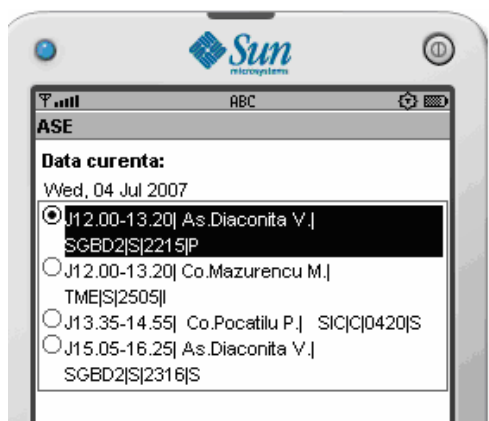 Sun
microsystems
ABC
ASE
Data curenta:
Wed, 04 Jul 2007
J12.00-13.20| As.Diaconita V.|
SGBD2|S|2215|P
J12.00-13.20| Co.Mazurencu M.|
TME|S|2505|I
J13.35-14.55| Co.Pocatilu P.| SIC|C|0420|S
J15.05-16.25| As.Diaconita V.|
SGBD2|S|2316|S